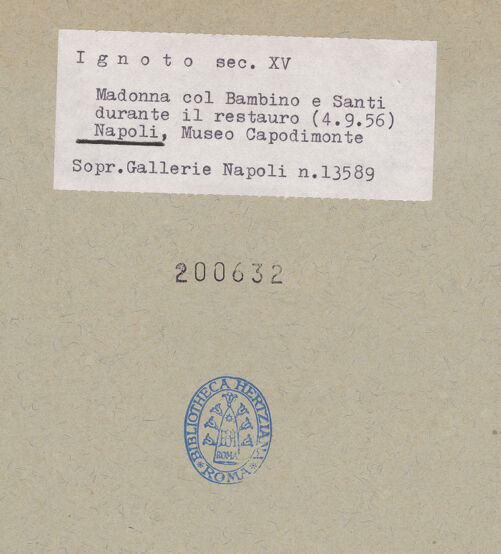 I g n o t o sec. XV
Madonna col Bambino e Santi
durante il restauro (4.9.56)
Napoli, Museo Capodimonte
Sopr.Gallerie Napoli n.13589
200632
BIBLIOTHECA HERTZIANA
ROMA
* ROMA *